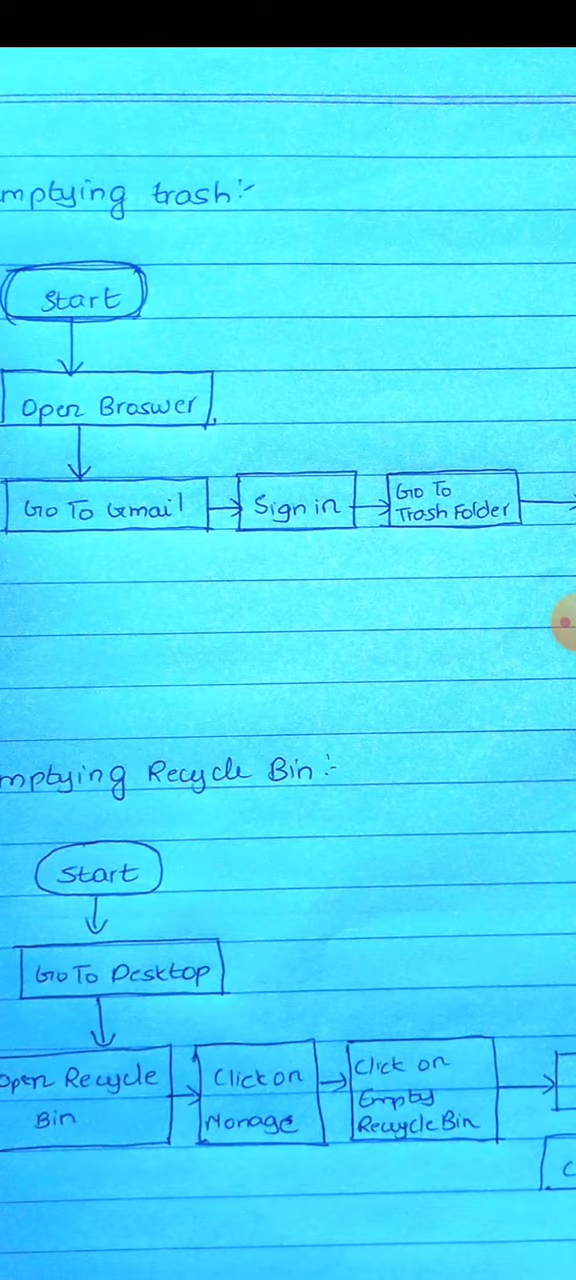 mptying trash:-
Start
Open Braswer
Go To Gmail
Sign in
Go To
Trash Folder
mptying Recycle Bin:-
Start
Go To Desktop
Open Recycle
Bin
Click on
Manage
Click on
Empty
Recycle Bin
C